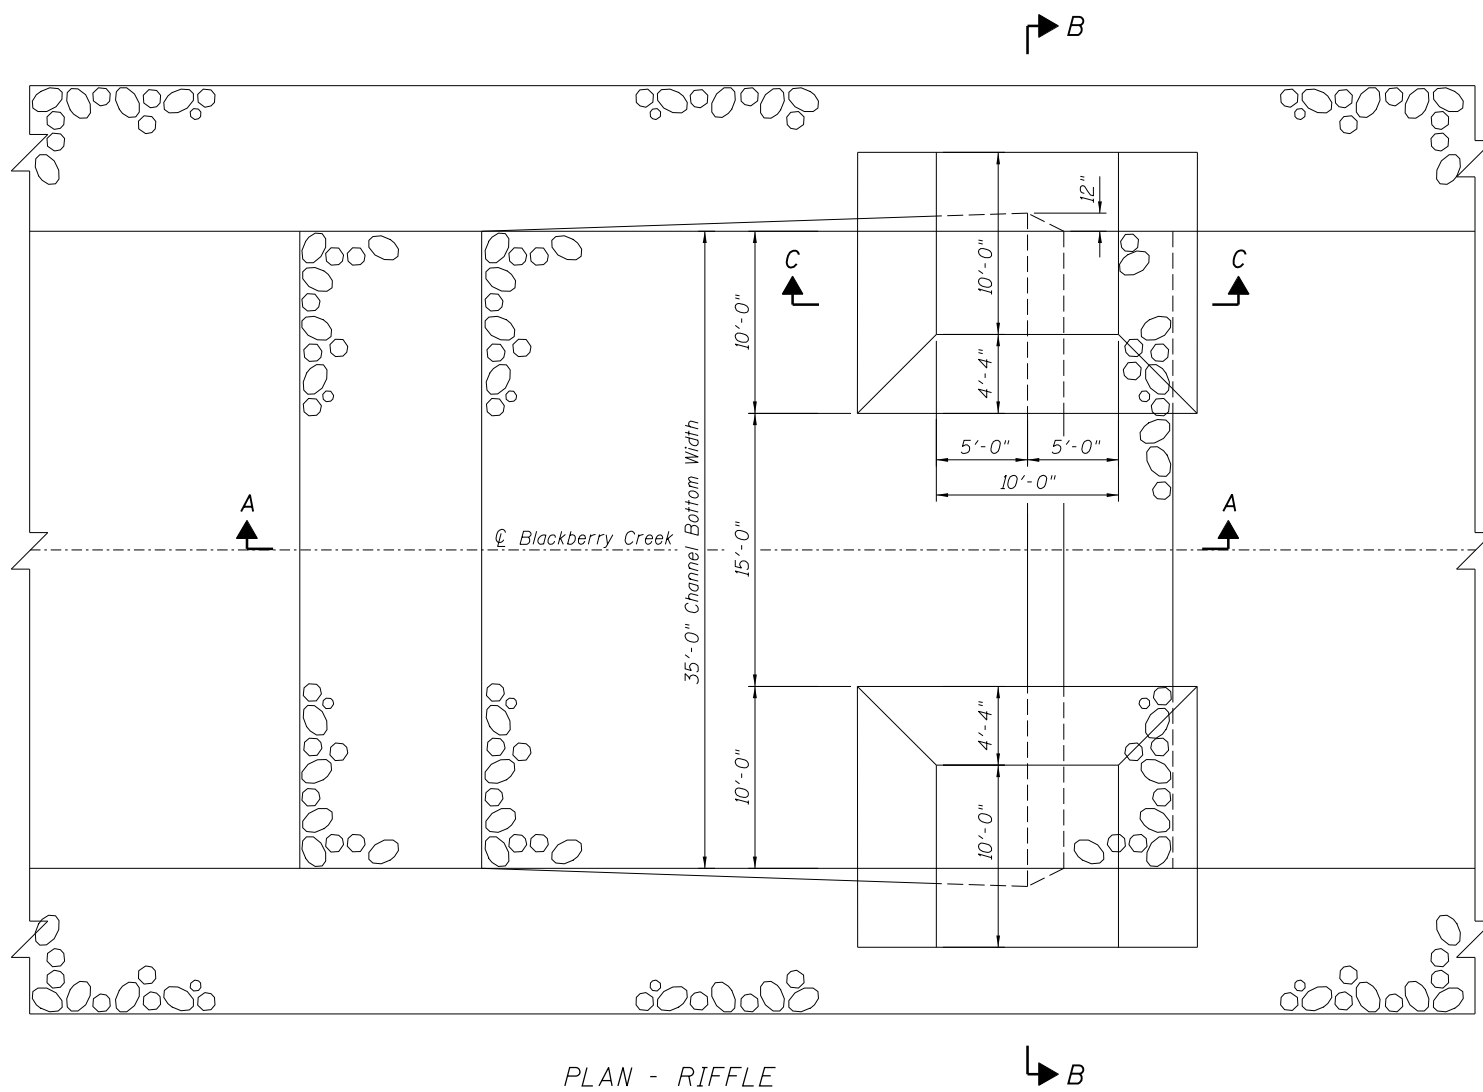 B
12"
10'-0"
C
C
10'-0"
4'-4"
5'-0"
5'-0"
10'-0"
35'-0" Channel Bottom Width
A
A
℄ Blackberry Creek
15'-0"
4'-4"
10'-0"
10'-0"
PLAN - RIFFLE
B